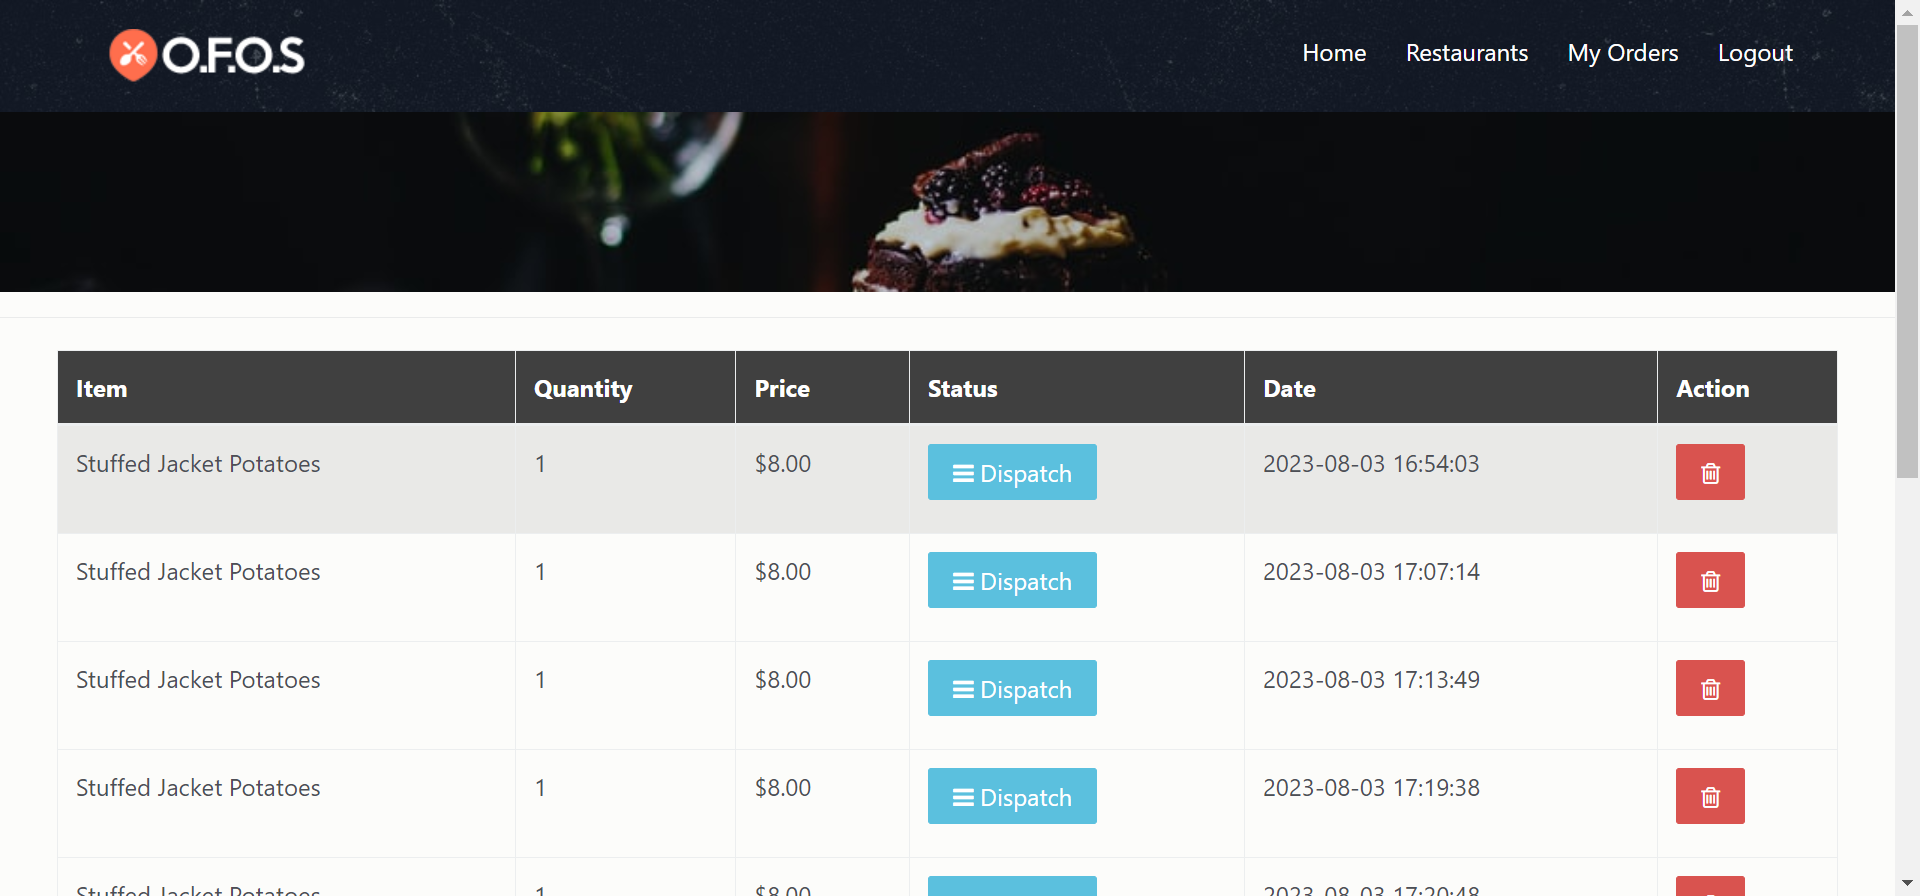 O.F.O.S
Home Restaurants My Orders Logout
Item Quantity Price Status Date Action
Stuffed Jacket Potatoes 1 $8.00 Dispatch 2023-08-03 16:54:03
Stuffed Jacket Potatoes 1 $8.00 Dispatch 2023-08-03 17:07:14
Stuffed Jacket Potatoes 1 $8.00 Dispatch 2023-08-03 17:13:49
Stuffed Jacket Potatoes 1 $8.00 Dispatch 2023-08-03 17:19:38
Stuffed Jacket Potatoes 1 $8.00 2023-08-03 17:20:48